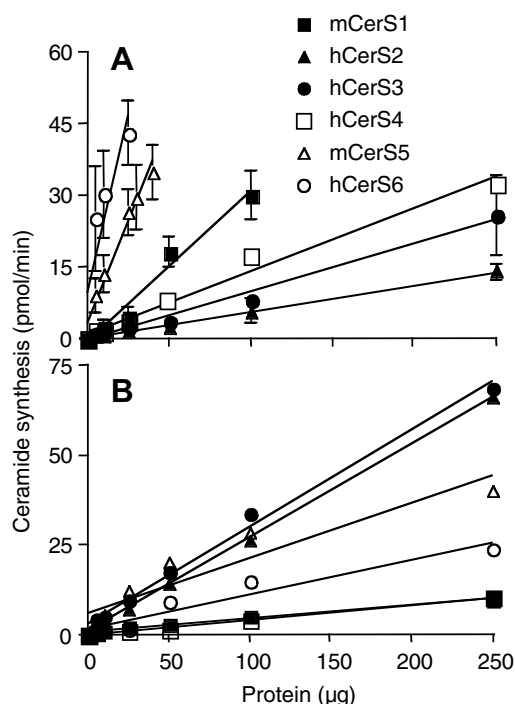 mCerS1
hCerS2
hCerS3
hCerS4
mCerS5
hCerS6
A
60
45
30
15
0
B
75
50
25
0
0 50 100 150 200 250
Protein (µg)
Ceramide synthesis (pmol/min)